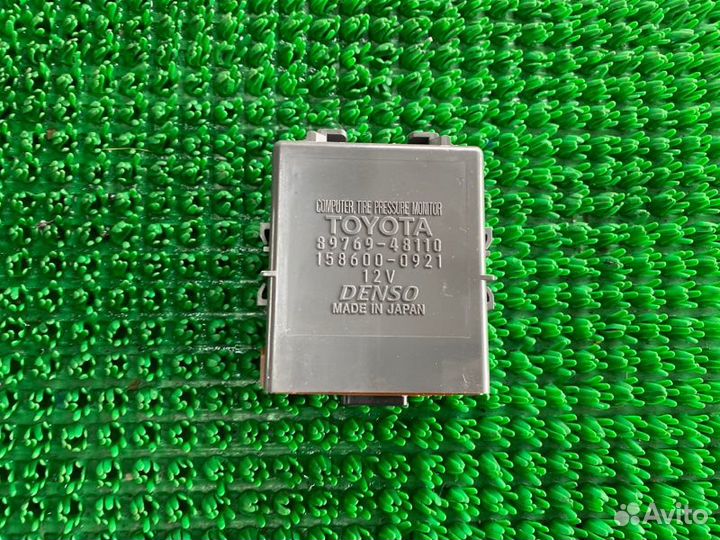 COMPUTER,TIRE PRESSURE MONITOR
TOYOTA
89769-48110
158600-0921
12V
DENSO
MADE IN JAPAN
Avito